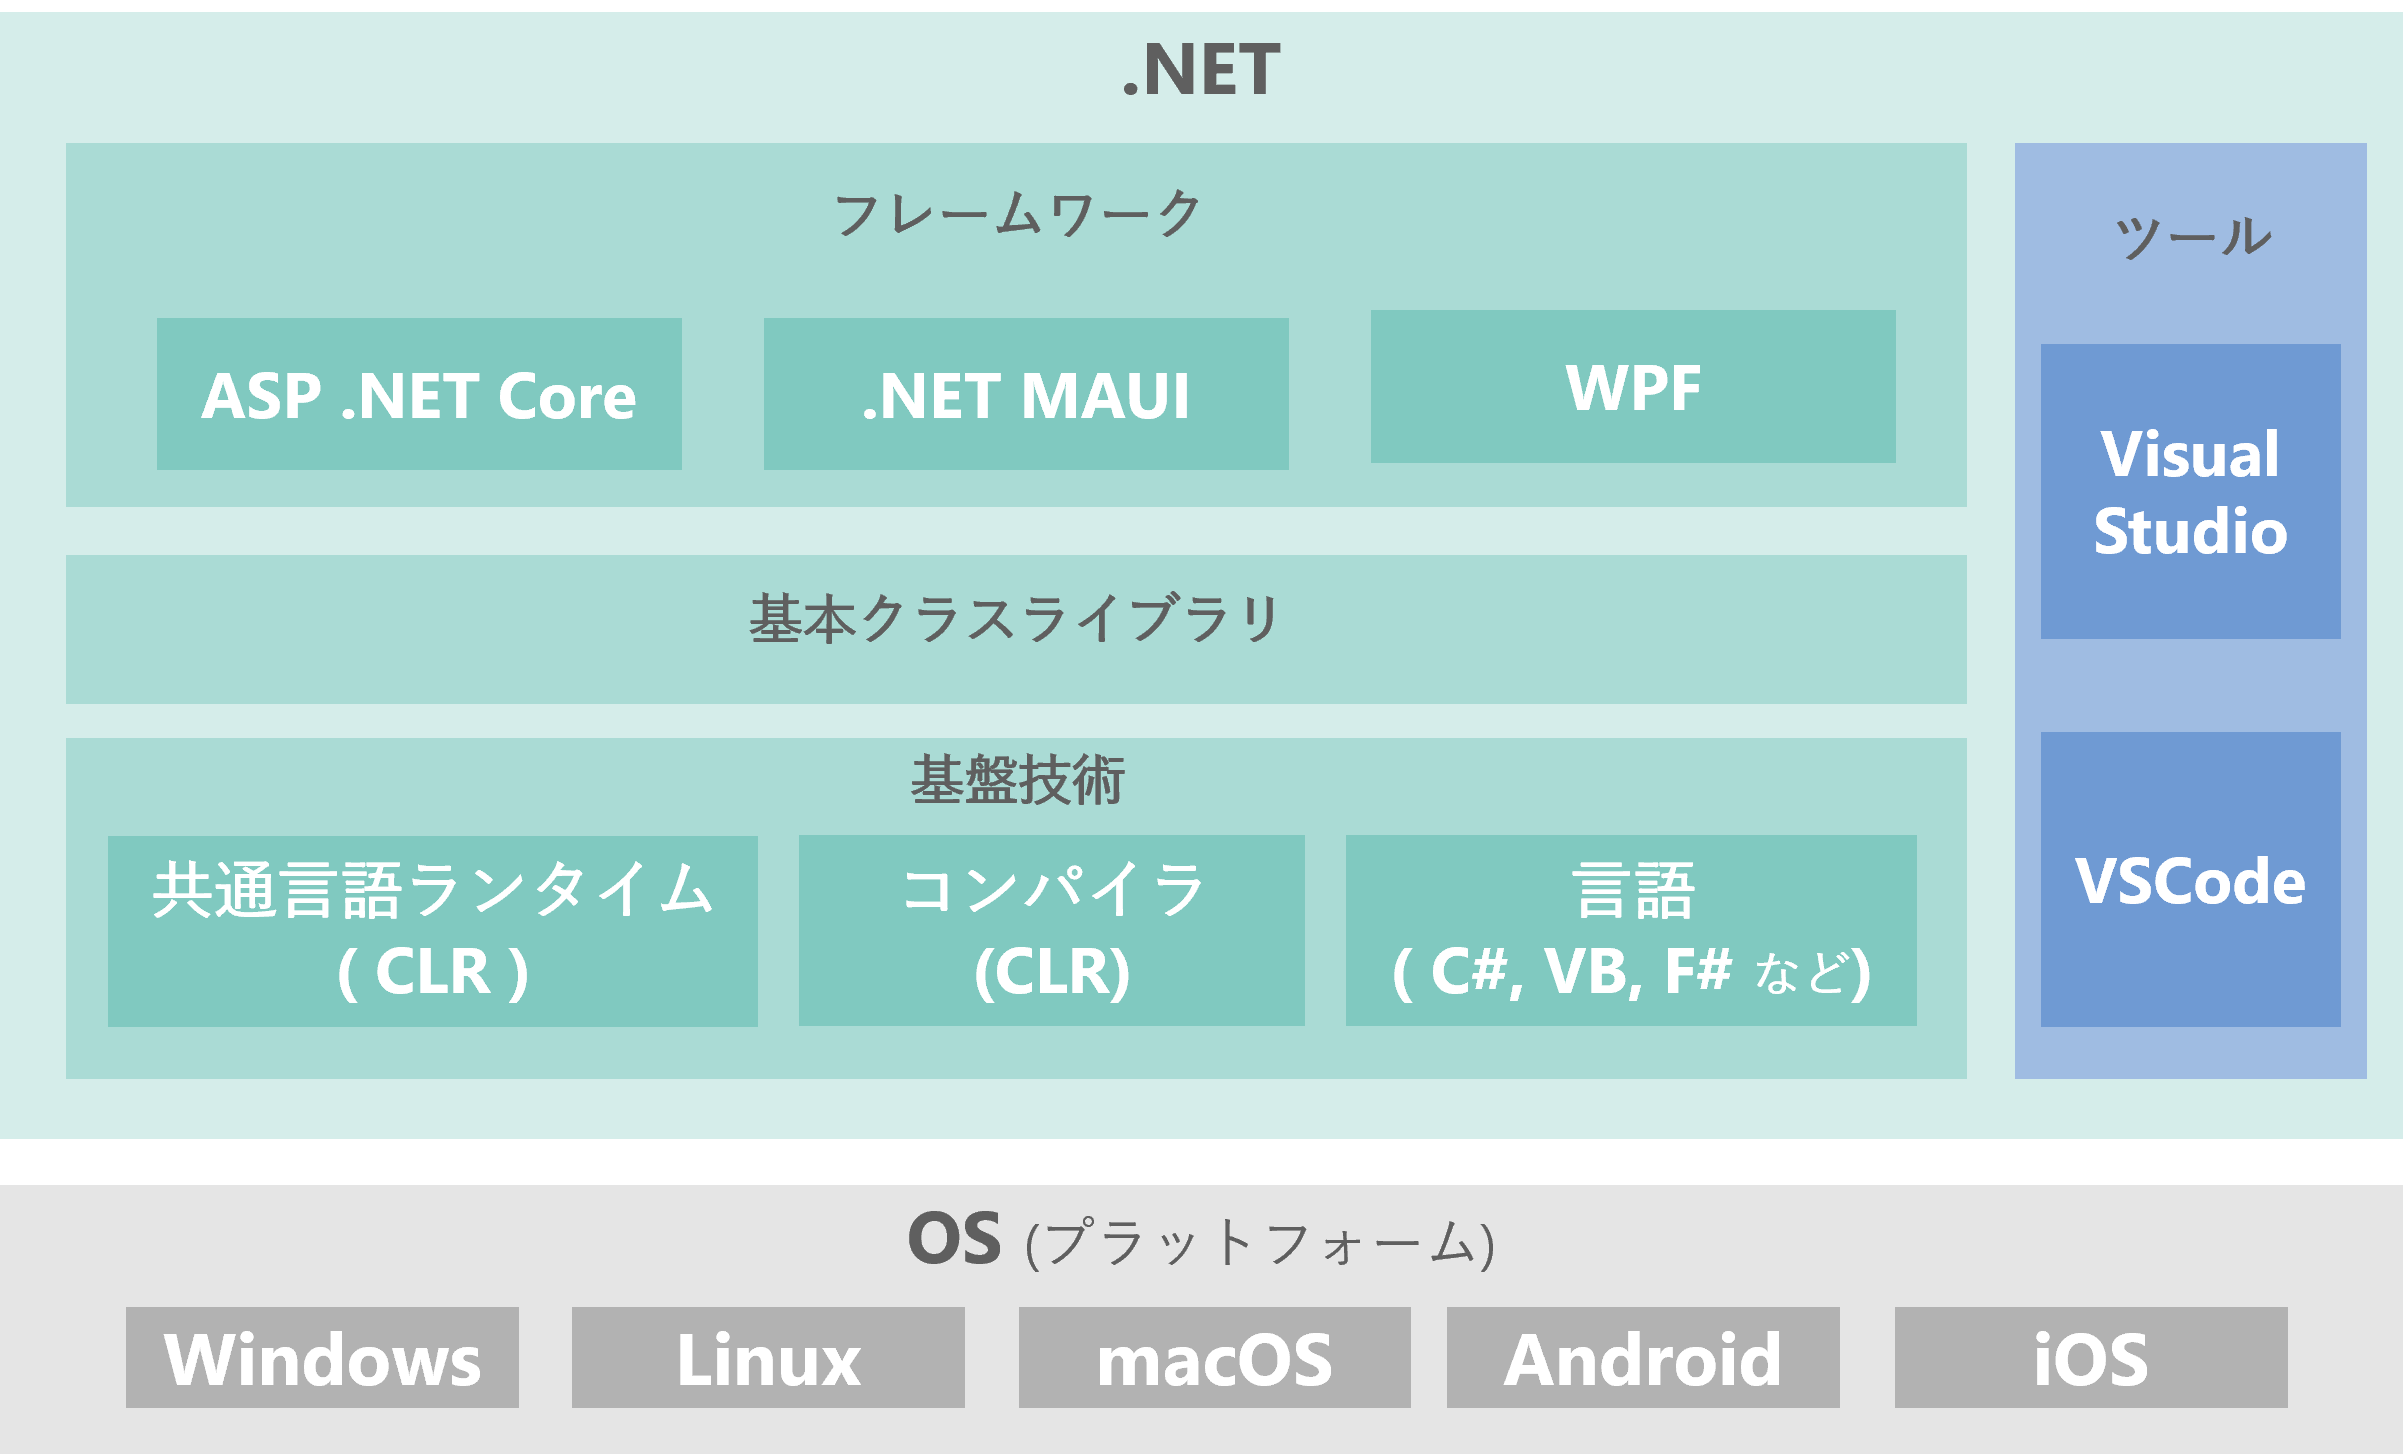 .NET
フレームワーク
ASP .NET Core
.NET MAUI
WPF
基本クラスライブラリ
基盤技術
共通言語ランタイム
( CLR )
コンパイラ
(CLR)
言語
( C#, VB, F# など)
ツール
Visual
Studio
VSCode
OS (プラットフォーム)
Windows
Linux
macOS
Android
iOS